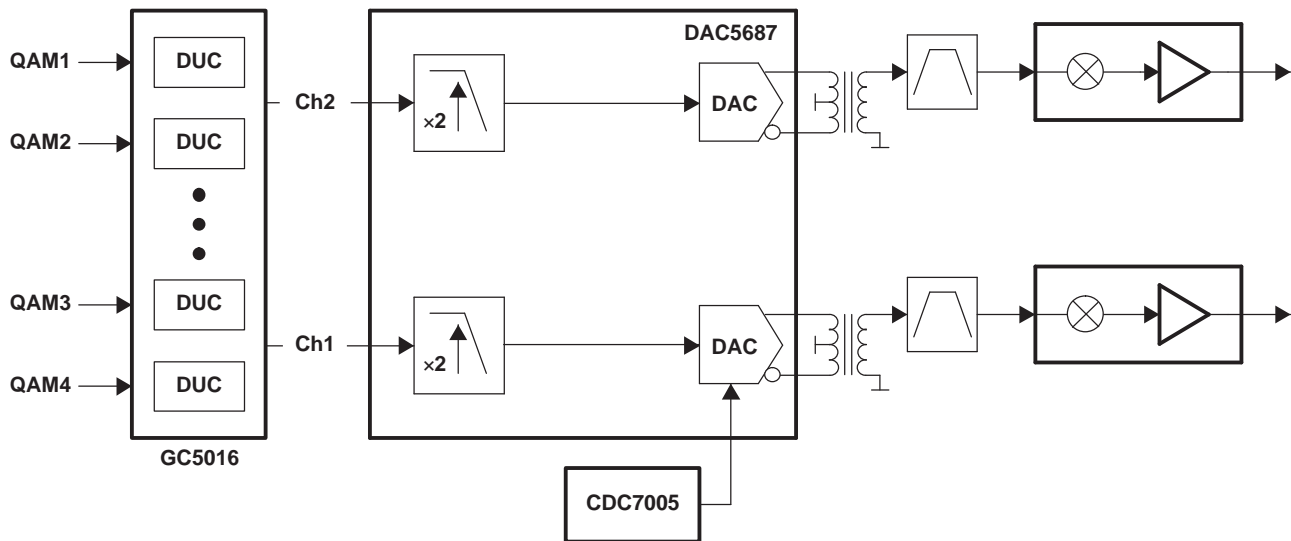 DAC5687
QAM1
DUC
Ch2
×2
DAC
QAM2
DUC
QAM3
DUC
Ch1
×2
DAC
QAM4
DUC
GC5016
CDC7005